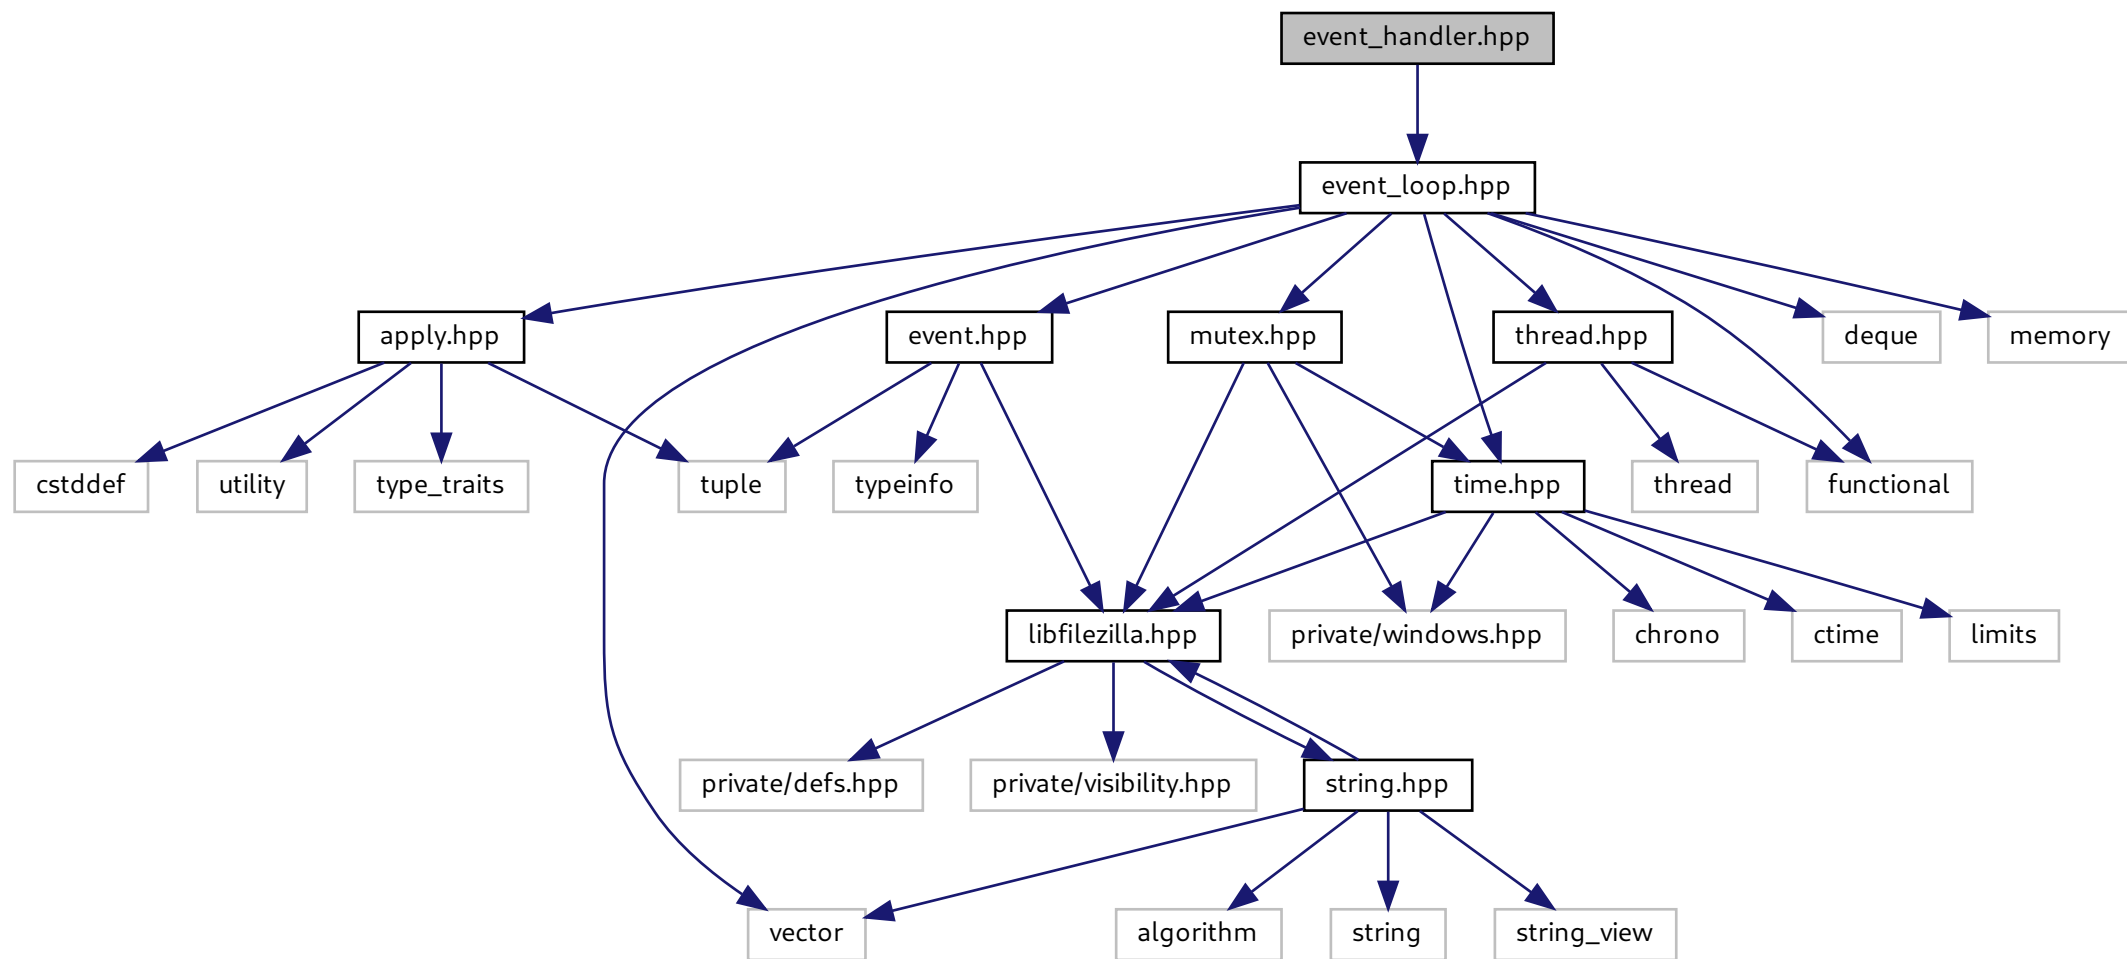 event_handler.hpp
event_loop.hpp
apply.hpp
event.hpp
mutex.hpp
thread.hpp
deque
memory
cstddef
utility
type_traits
tuple
typeinfo
time.hpp
thread
functional
libfilezilla.hpp
private/windows.hpp
chrono
ctime
limits
private/defs.hpp
private/visibility.hpp
string.hpp
vector
algorithm
string
string_view